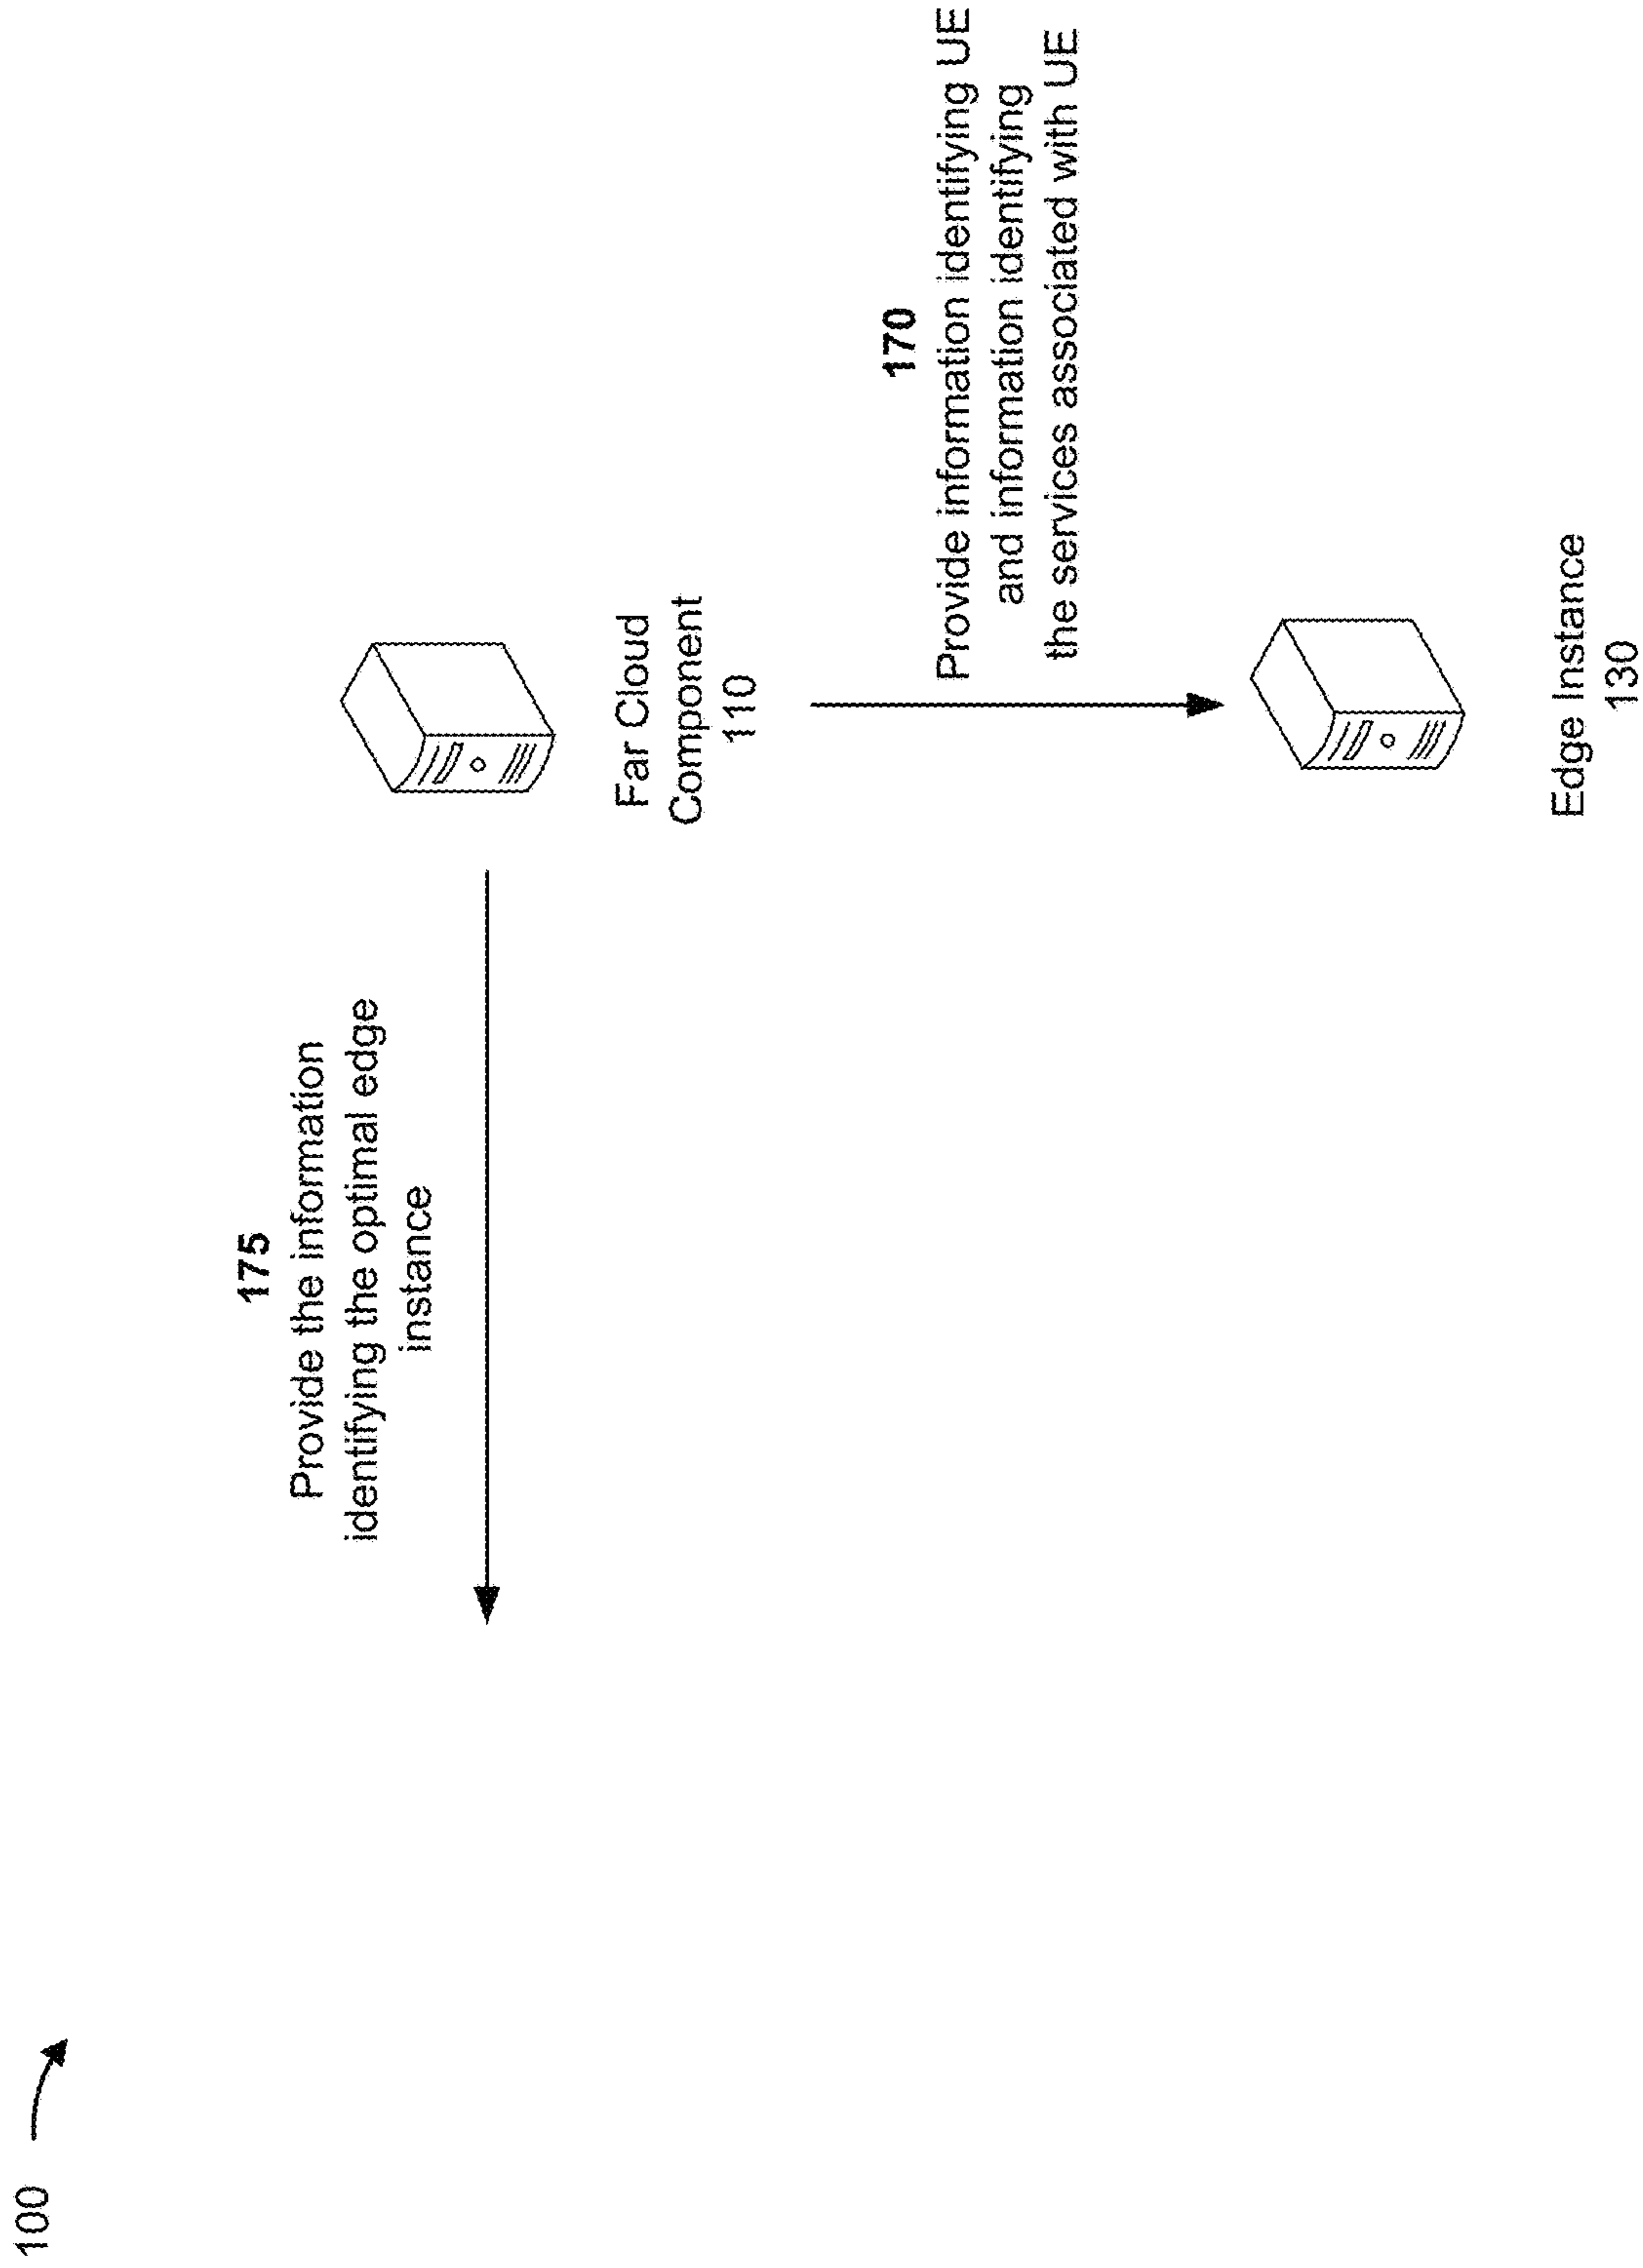 100
175
Provide the information
identifying the optimal edge
instance
Far Cloud
Component
110
170
Provide information identifying UE
and information identifying
the services associated with UE
Edge Instance
130